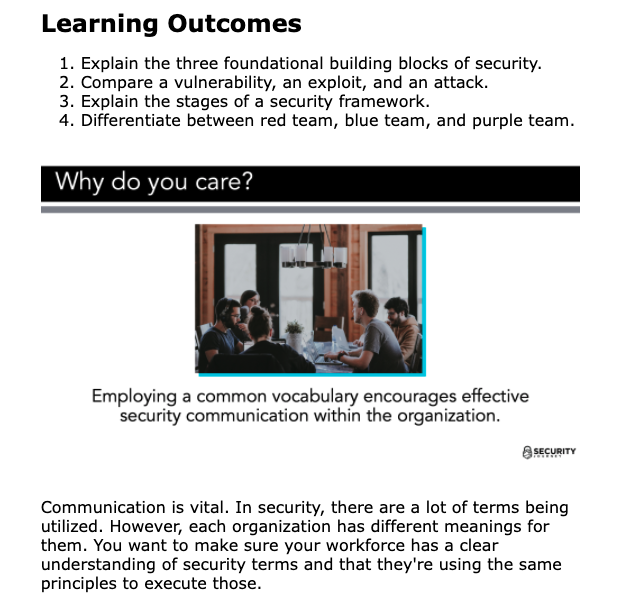 Learning Outcomes
1. Explain the three foundational building blocks of security.
2. Compare a vulnerability, an exploit, and an attack.
3. Explain the stages of a security framework.
4. Differentiate between red team, blue team, and purple team.
Why do you care?
Employing a common vocabulary encourages effective
security communication within the organization.
SECURITY
JOURNEY
Communication is vital. In security, there are a lot of terms being
utilized. However, each organization has different meanings for
them. You want to make sure your workforce has a clear
understanding of security terms and that they're using the same
principles to execute those.